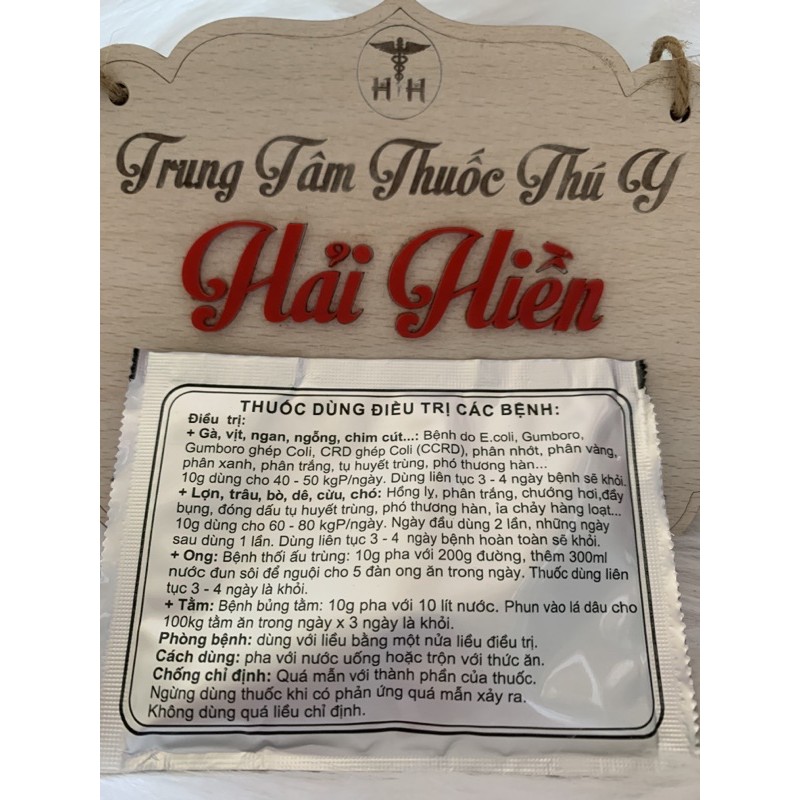 H H
Trung Tâm Thuốc Thú Y
Hải Hiền
THUỐC DÙNG ĐIỀU TRỊ CÁC BỆNH:
Điều trị:
+ Gà, vịt, ngan, ngỗng, chim cút...: Bệnh do E.coli, Gumboro,
Gumboro ghép Coli, CRD ghép Coli (CCRD), phân nhớt, phân vàng,
phân xanh, phân trắng, tụ huyết trùng, phó thương hàn...
10g dùng cho 40 - 50 kgP/ngày. Dùng liên tục 3 - 4 ngày bệnh sẽ khỏi.
+ Lợn, trâu, bò, dê, cừu, chó: Hồng lỵ, phân trắng, chướng hơi,đầy
bụng, đóng dấu tụ huyết trùng, phó thương hàn, ỉa chảy hàng loạt...
10g dùng cho 60 - 80 kgP/ngày. Ngày đầu dùng 2 lần, những ngày
sau dùng 1 lần. Dùng liên tục 3 - 4 ngày bệnh hoàn toàn sẽ khỏi.
+ Ong: Bệnh thối ấu trùng: 10g pha với 200g đường, thêm 300ml
nước đun sôi để nguội cho 5 đàn ong ăn trong ngày. Thuốc dùng liên
tục 3 - 4 ngày là khỏi.
+ Tằm: Bệnh bủng tằm: 10g pha với 10 lít nước. Phun vào lá dâu cho
100kg tằm ăn trong ngày x 3 ngày là khỏi.
Phòng bệnh: dùng với liều bằng một nửa liều điều trị.
Cách dùng: pha với nước uống hoặc trộn với thức ăn.
Chống chỉ định: Quá mẫn với thành phần của thuốc.
Ngừng dùng thuốc khi có phản ứng quá mẫn xảy ra.
Không dùng quá liều chỉ định.